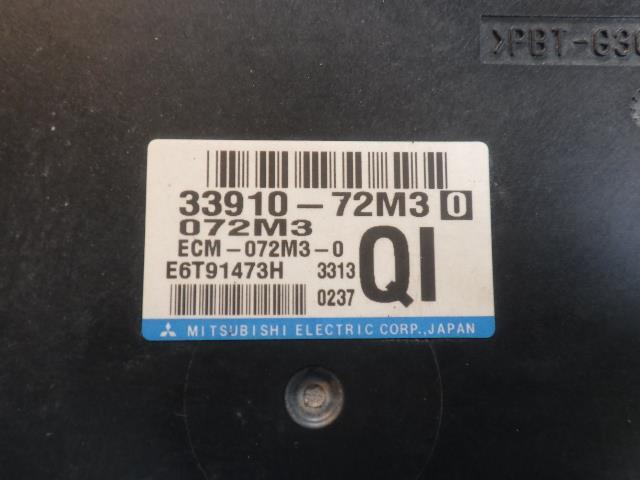 >PBT-G30
33910-72M3 0
072M3
ECM-072M3-0
QI
E6T91473H 3313
0237
MITSUBISHI ELECTRIC CORP., JAPAN